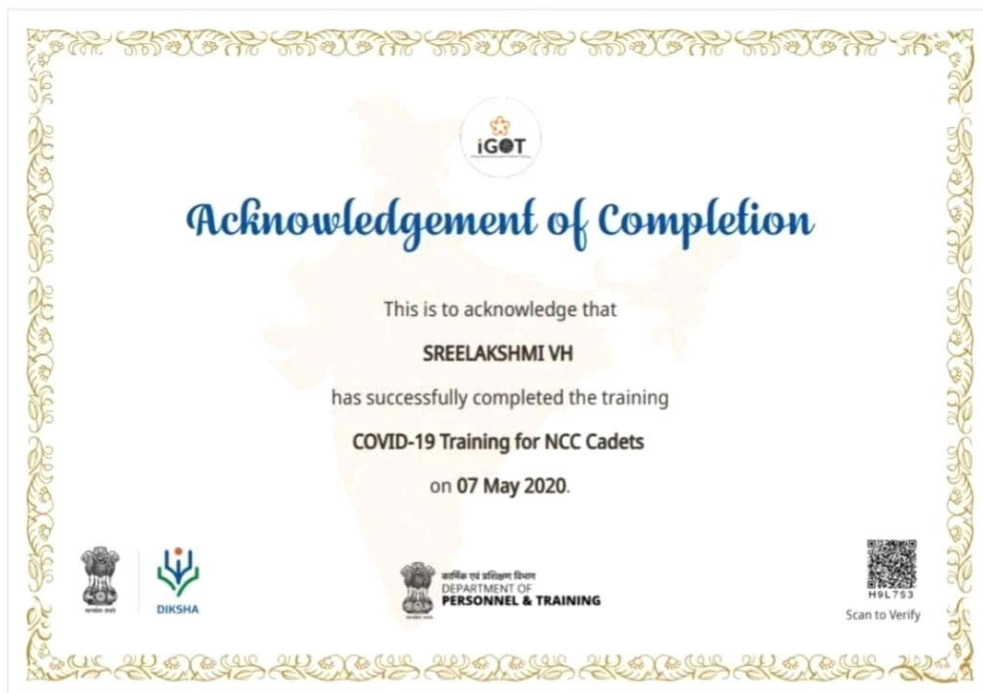 iGOT
Acknowledgement of Completion
This is to acknowledge that
SREELAKSHMI VH
has successfully completed the training
COVID-19 Training for NCC Cadets
on 07 May 2020.
DIKSHA
कार्मिक एवं प्रशिक्षण विभाग
DEPARTMENT OF
PERSONNEL & TRAINING
H9L753
Scan to Verify